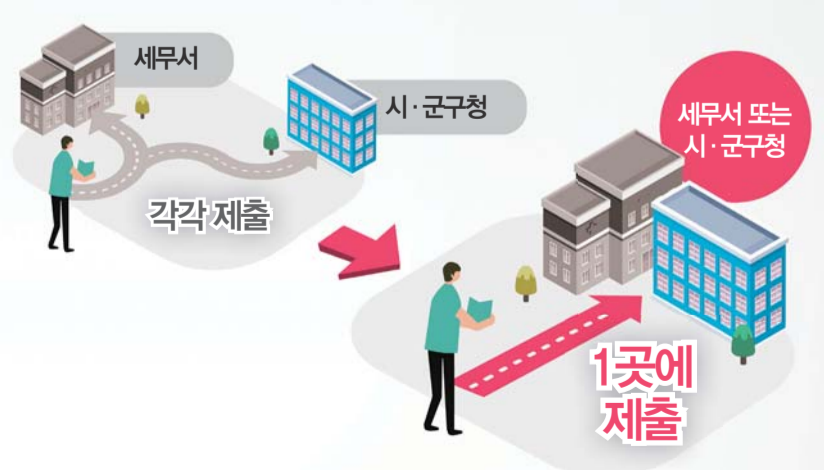 세무서
시·군구청
각각 제출
세무서 또는
시·군구청
1곳에
제출